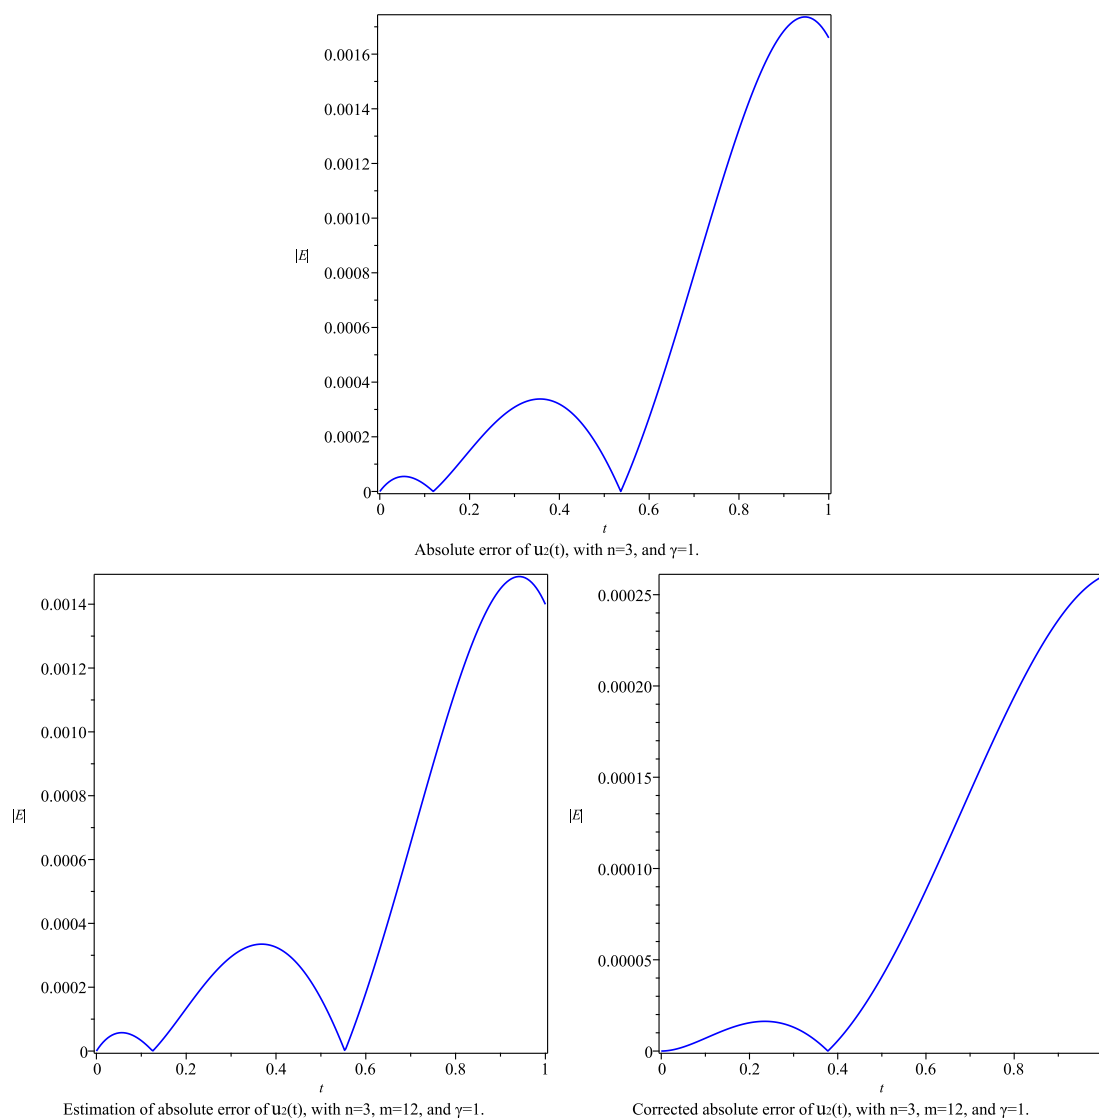 0.0016
0.0014
0.0012
0.0010
|E|
0.0008
0.0006
0.0004
0.0002
0
0 0.2 0.4 0.6 0.8 1
t
Absolute error of u₂(t), with n=3, and γ=1.
0.0014
0.0012
0.0010
0.0008
|E|
0.0006
0.0004
0.0002
0
0 0.2 0.4 0.6 0.8 1
t
Estimation of absolute error of u₂(t), with n=3, m=12, and γ=1.
0.00025
0.00020
0.00015
|E|
0.00010
0.00005
0
0 0.2 0.4 0.6 0.8
t
Corrected absolute error of u₂(t), with n=3, m=12, and γ=1.